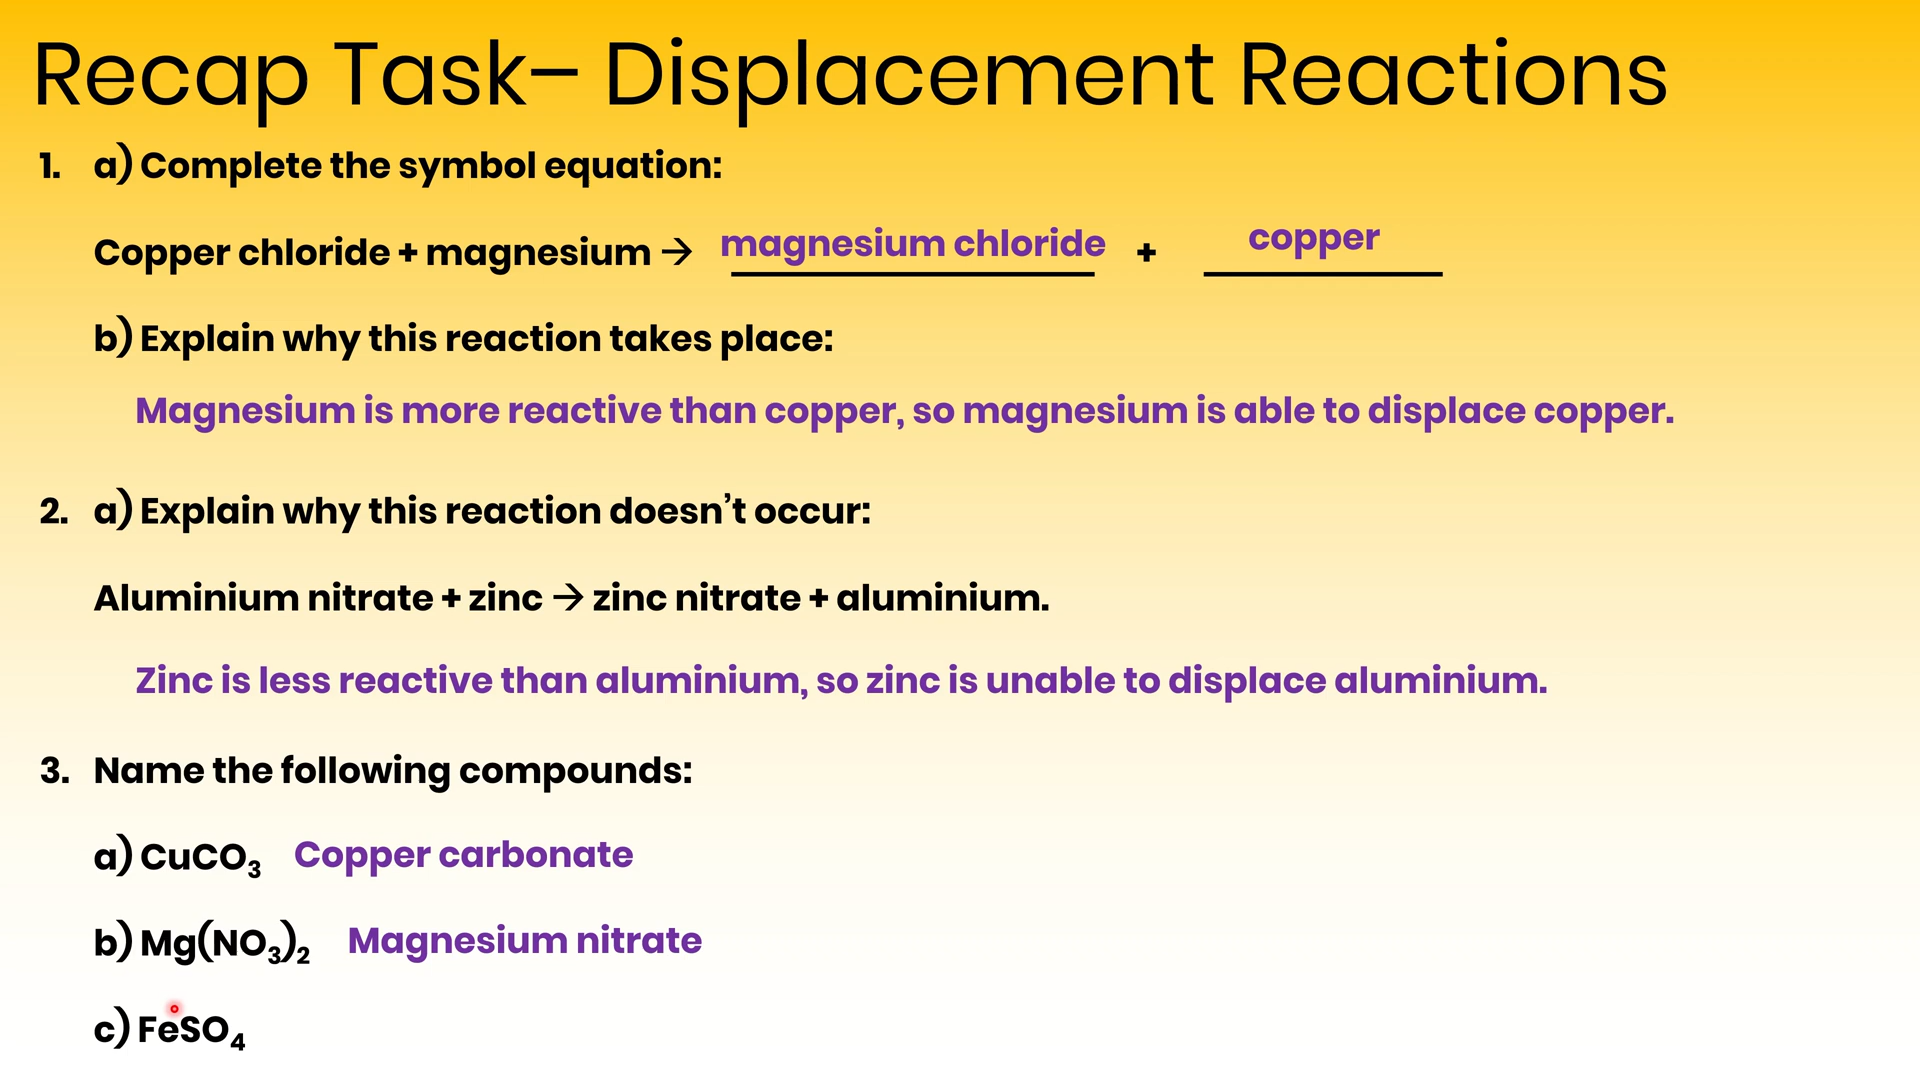 Recap Task– Displacement Reactions
1. a) Complete the symbol equation:
Copper chloride + magnesium → magnesium chloride + copper
b) Explain why this reaction takes place:
Magnesium is more reactive than copper, so magnesium is able to displace copper.
2. a) Explain why this reaction doesn’t occur:
Aluminium nitrate + zinc → zinc nitrate + aluminium.
Zinc is less reactive than aluminium, so zinc is unable to displace aluminium.
3. Name the following compounds:
a) CuCO₃ Copper carbonate
b) Mg(NO₃)₂ Magnesium nitrate
c) FeSO₄